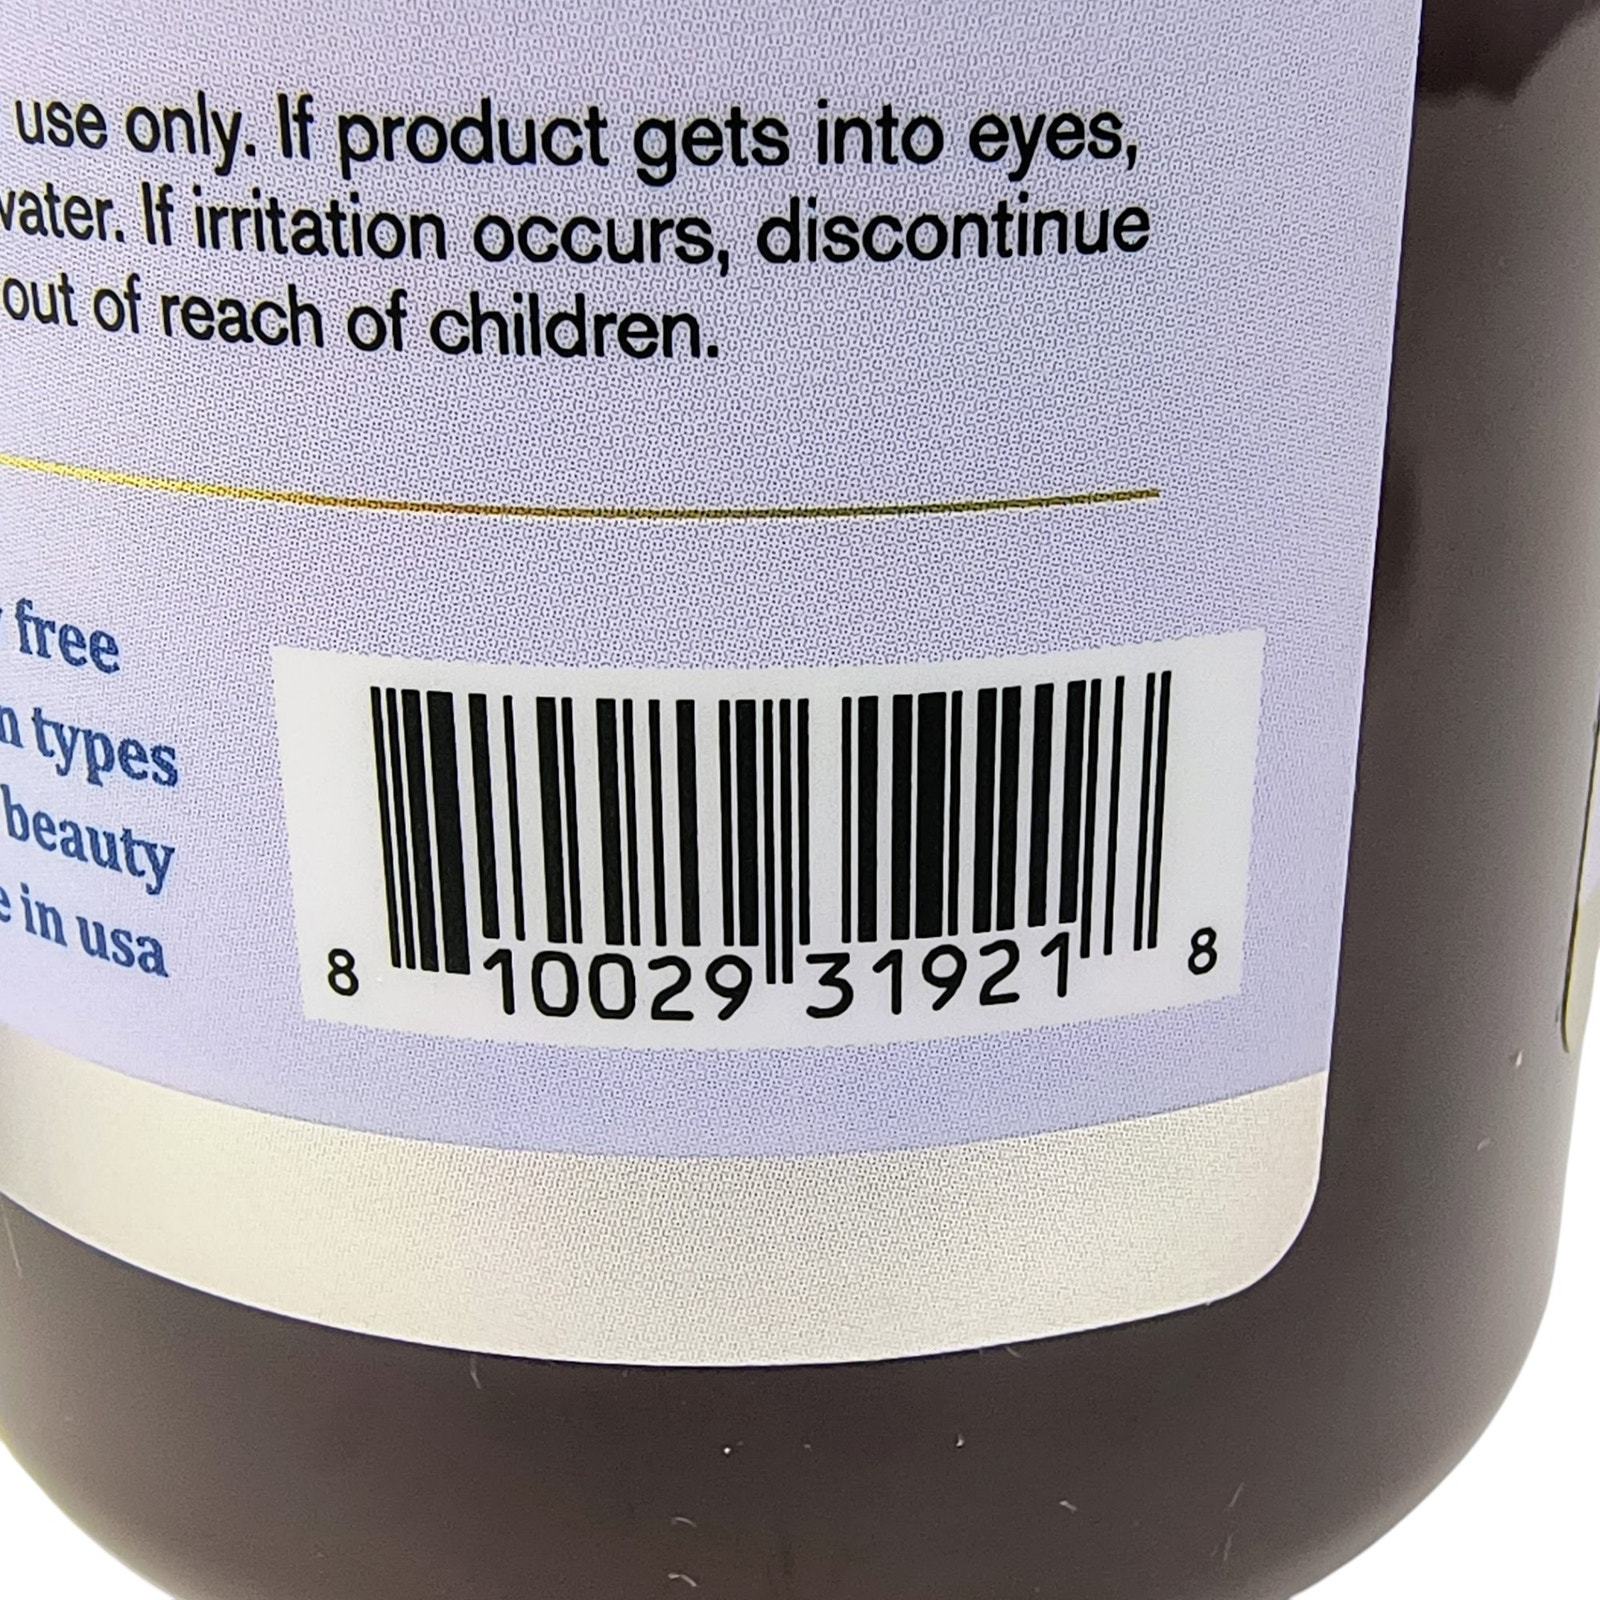 use only. If product gets into eyes,
water. If irritation occurs, discontinue
out of reach of children.
free
types
beauty
in usa
8 10029 31921 8